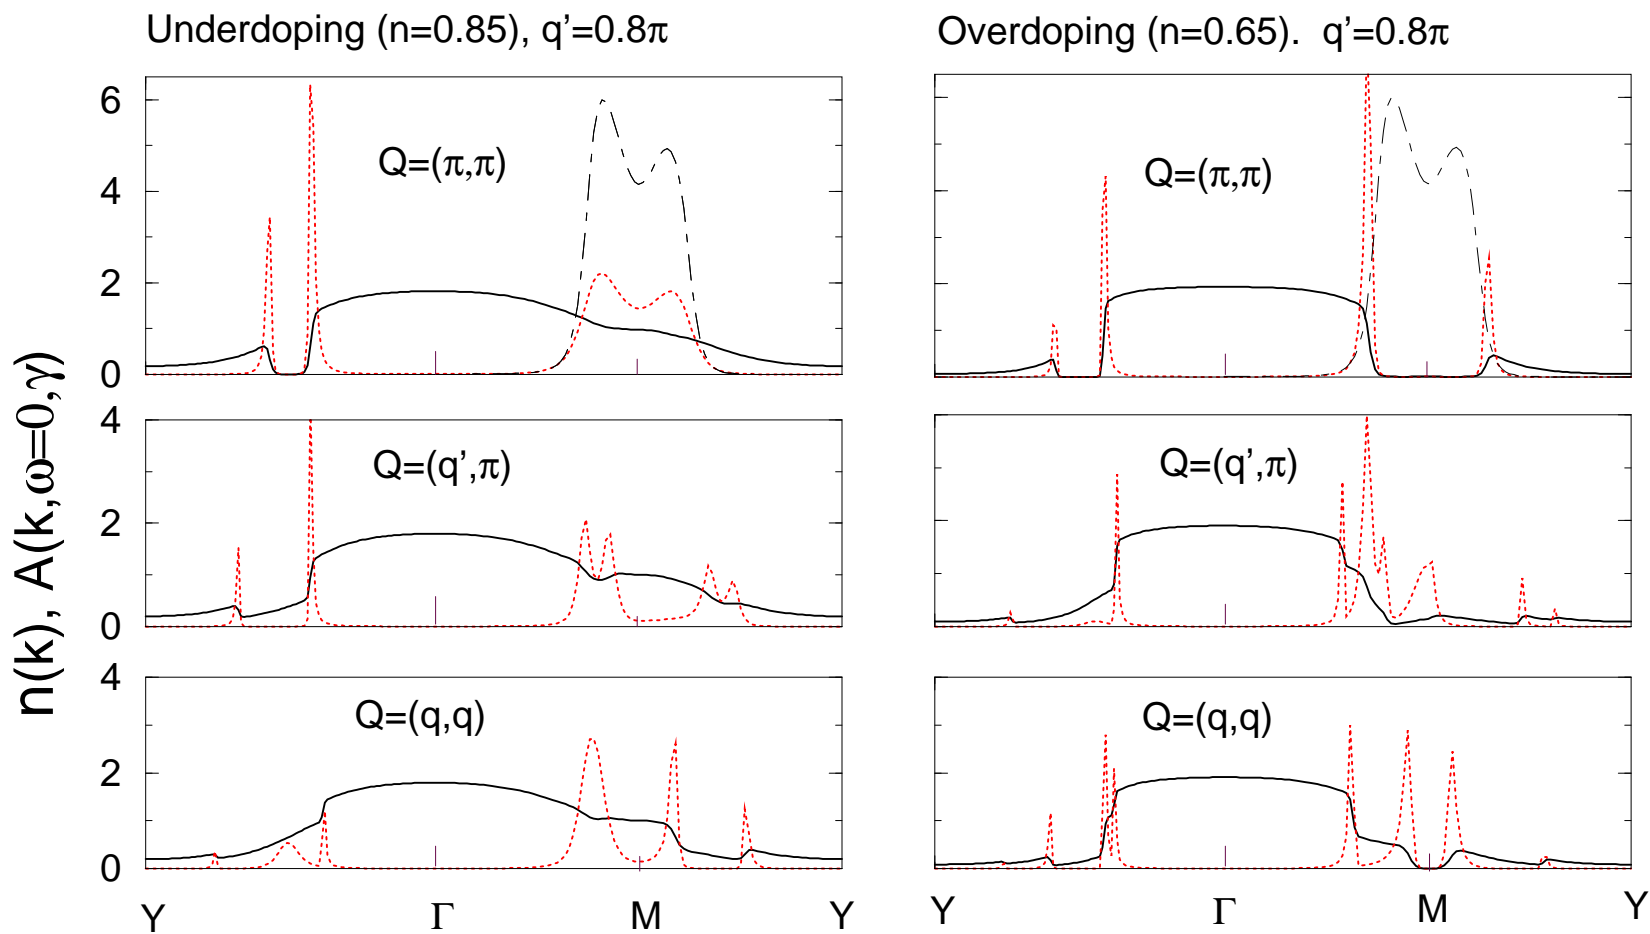 Underdoping (n=0.85), q'=0.8π
Overdoping (n=0.65). q'=0.8π
n(k), A(k,ω=0,γ)
6
4
2
0
Q=(π,π)
Q=(π,π)
4
2
0
Q=(q',π)
Q=(q',π)
4
2
0
Q=(q,q)
Q=(q,q)
Y Γ M Y
Y Γ M Y